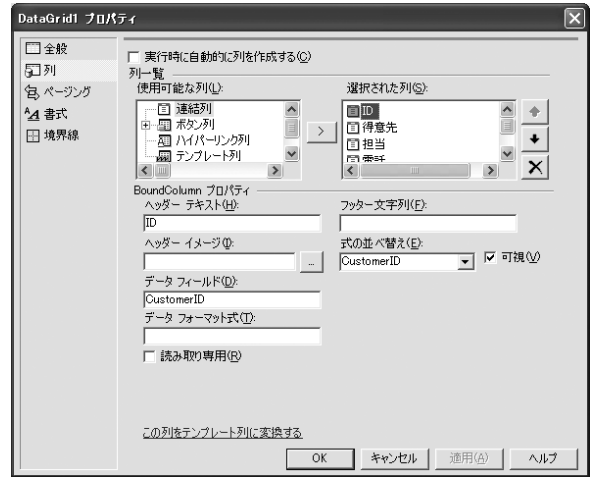 DataGrid1 プロパティ
全般
列
ページング
書式
境界線
実行時に自動的に列を作成する(C)
列一覧
使用可能な列(L):
選択された列(S):
連結列
ボタン列
ハイパーリンク列
テンプレート列
>
ID
得意先
担当
電話
BoundColumn プロパティ
ヘッダー テキスト(H):
フッター文字列(F):
ID
ヘッダー イメージ(I):
式の並べ替え(E):
...
CustomerID
可視(V)
データ フィールド(D):
CustomerID
データ フォーマット式(T):
読み取り専用(R)
この列をテンプレート列に変換する
OK
キャンセル
適用(A)
ヘルプ